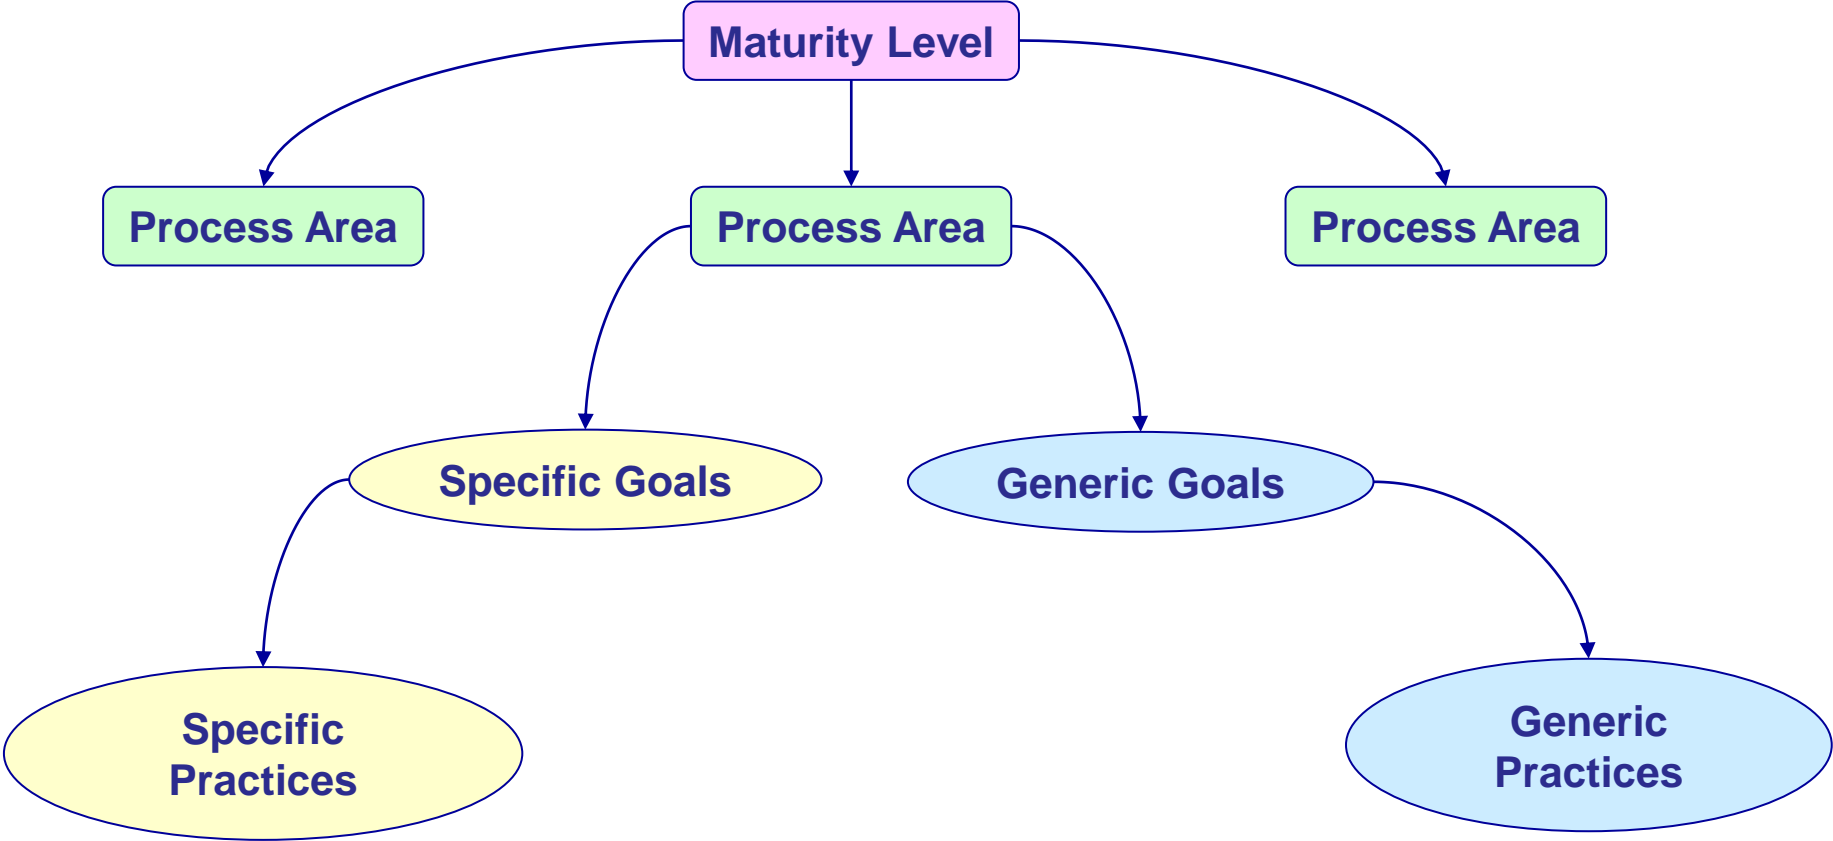 Maturity Level
Process Area
Process Area
Process Area
Specific Goals
Generic Goals
Specific
Practices
Generic
Practices